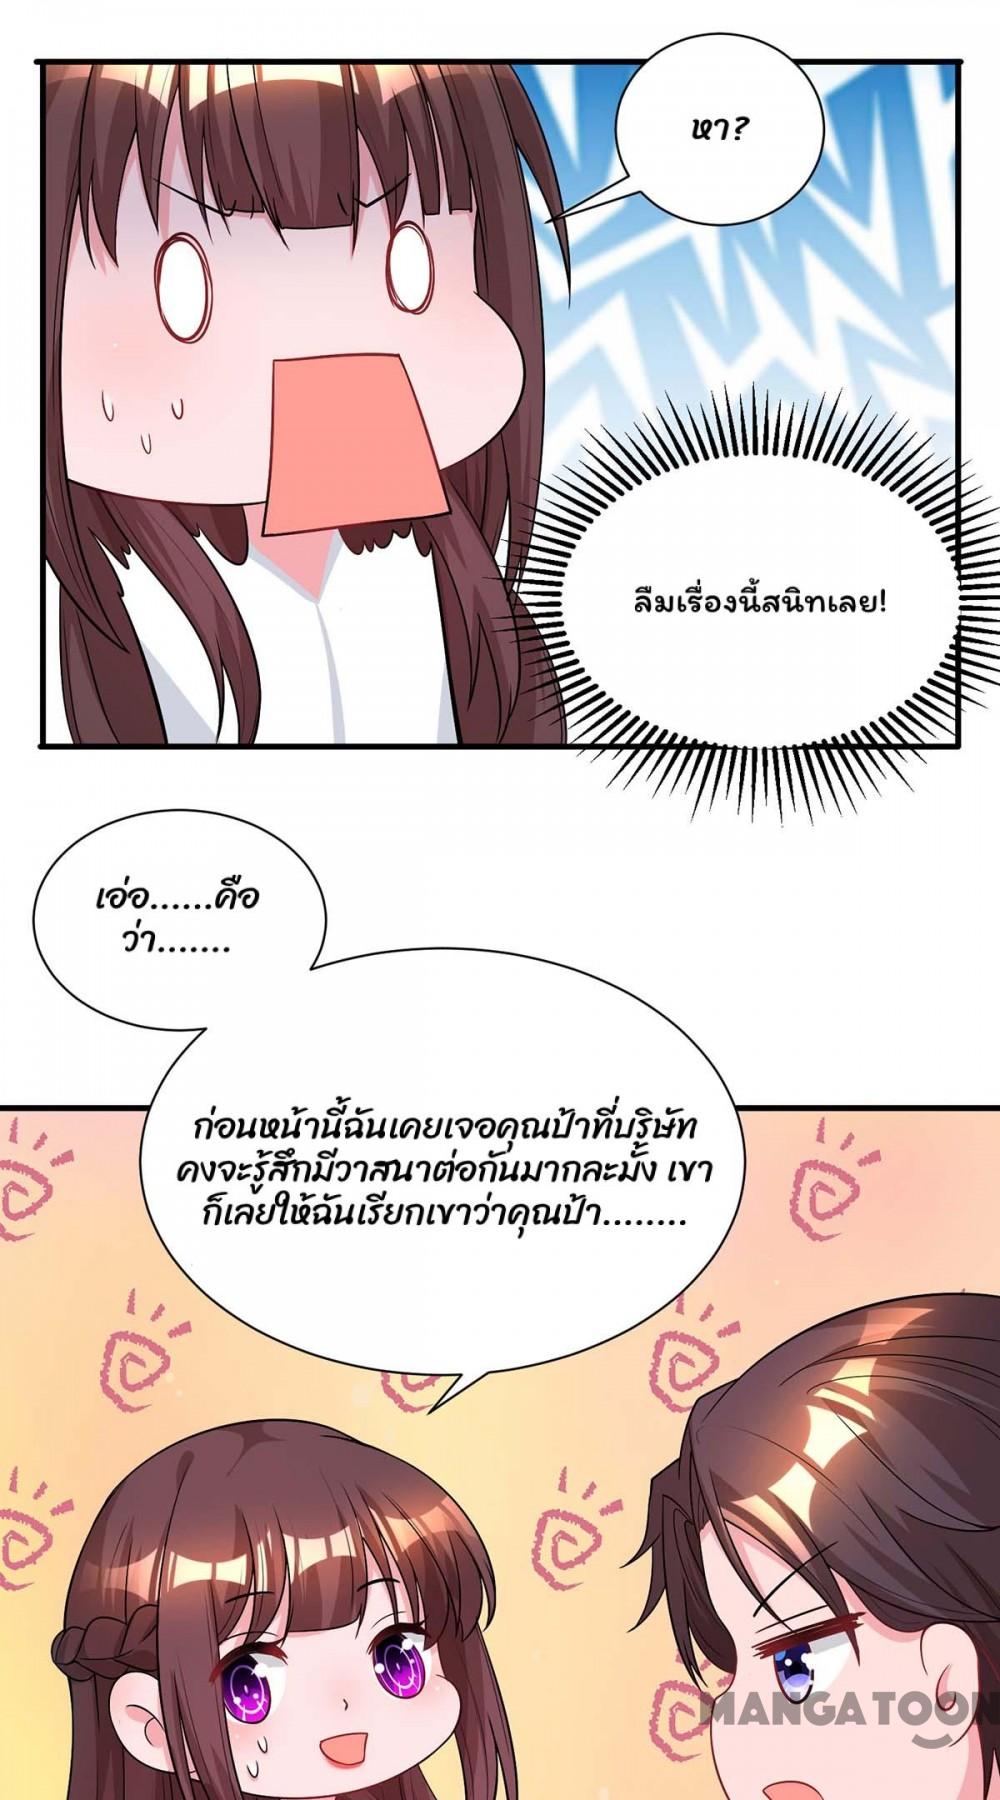 หา?
ลืมเรื่องนี้สนิทเลย!
เอ่อ......คือ
ว่า.......
ก่อนหน้านี้ฉันเคยเจอคุณป้าที่บริษัท
คงจะรู้สึกมีวาสนาต่อกันมากละมั้ง เขา
ก็เลยให้ฉันเรียกเขาว่าคุณป้า........
MANGATOON